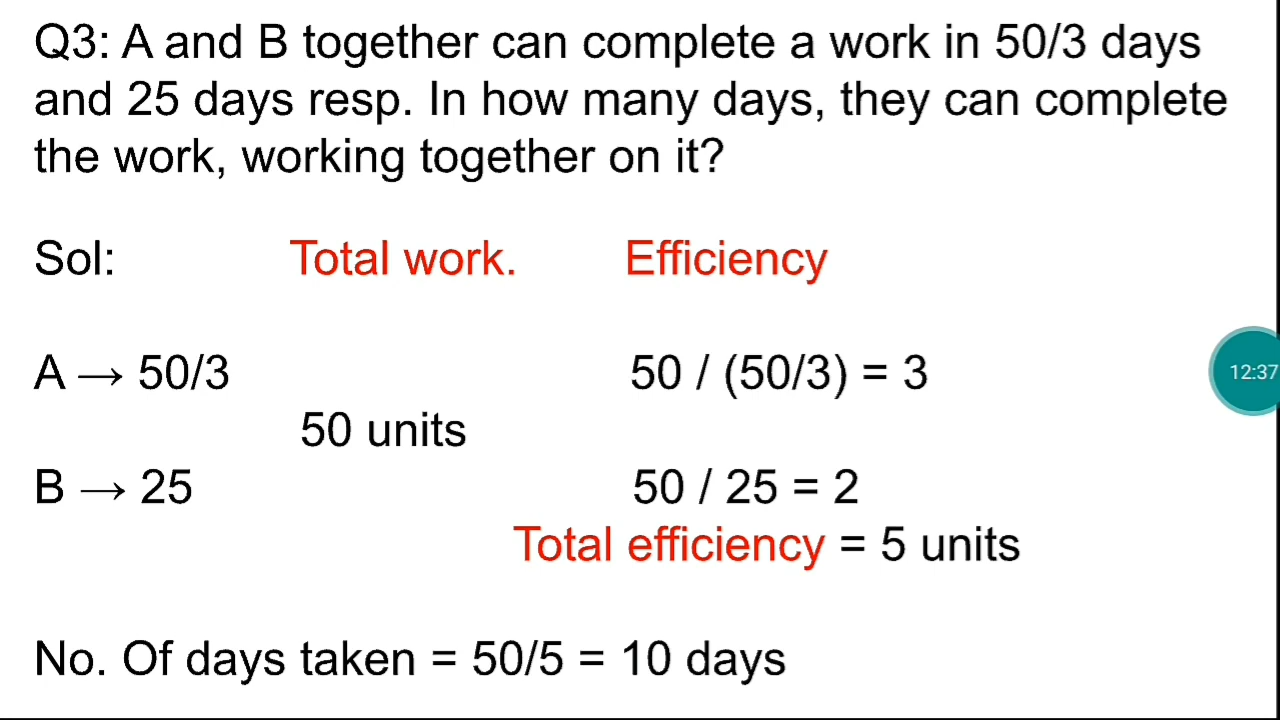 Q3: A and B together can complete a work in 50/3 days
and 25 days resp. In how many days, they can complete
the work, working together on it?
Sol: Total work. Efficiency
A → 50/3 50 / (50/3) = 3
12:37
50 units
B → 25 50 / 25 = 2
Total efficiency = 5 units
No. Of days taken = 50/5 = 10 days